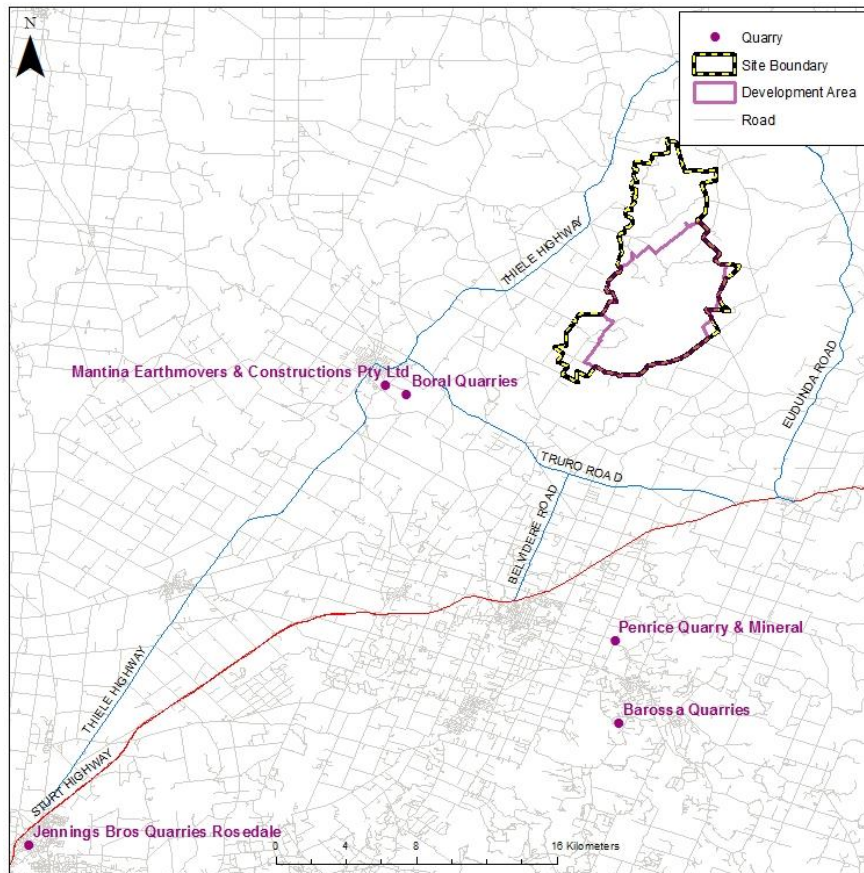 N
Quarry
Site Boundary
Development Area
Road
THIELE HIGHWAY
Mantina Earthmovers & Constructions Pty Ltd
Boral Quarries
EUDUNDA ROAD
TRURO ROAD
BELVIDERE ROAD
Penrice Quarry & Mineral
Barossa Quarries
THIELE HIGHWAY
STURT HIGHWAY
Jennings Bros Quarries Rosedale
0 4 8 16 Kilometers